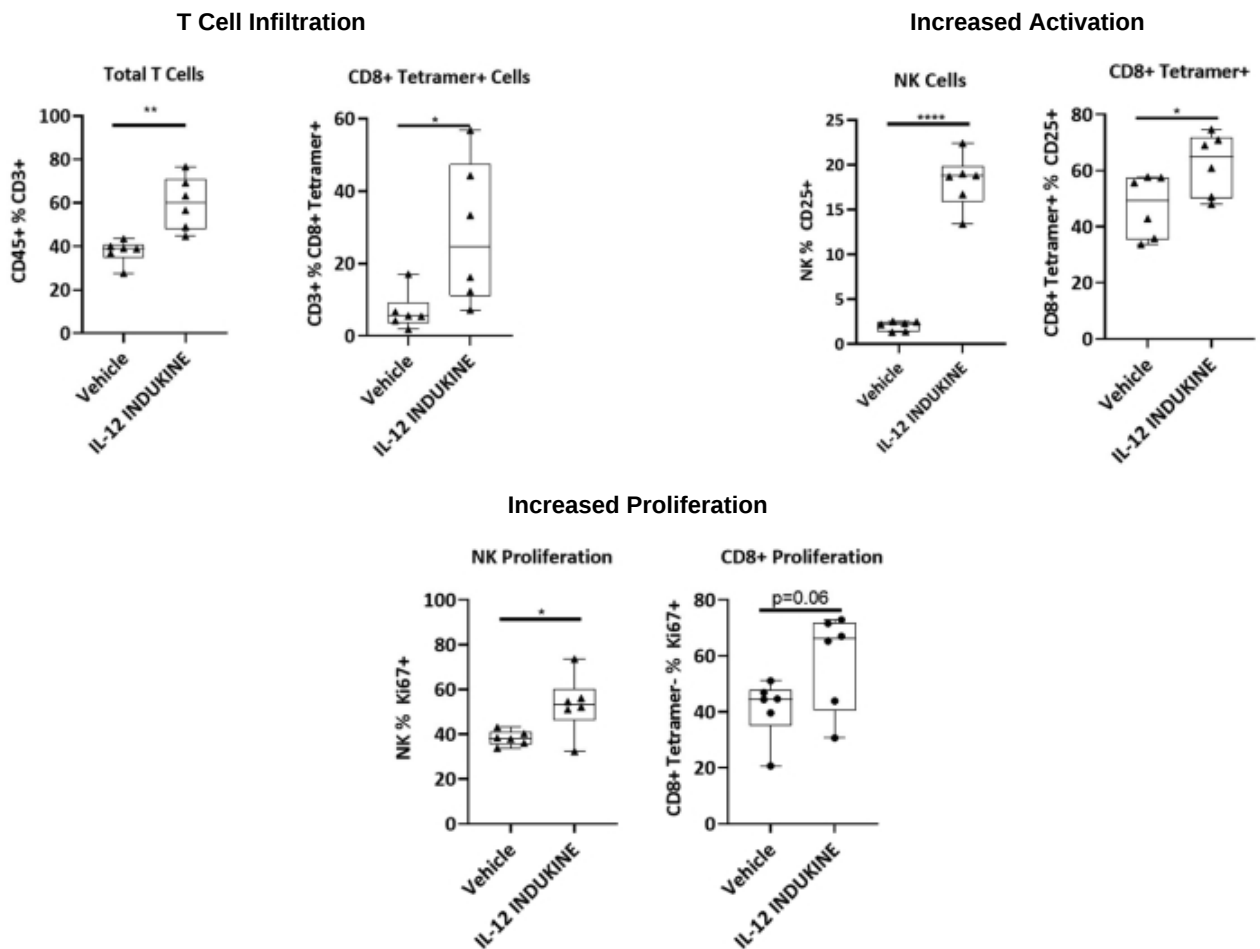 T Cell Infiltration
Total T Cells
CD45+ % CD3+
100
80
60
40
20
0
**
Vehicle
IL-12 INDUKINE
CD8+ Tetramer+ Cells
CD3+ % CD8+ Tetramer+
60
40
20
0
*
Vehicle
IL-12 INDUKINE
Increased Activation
NK Cells
NK % CD25+
25
20
15
10
5
0
****
Vehicle
IL-12 INDUKINE
CD8+ Tetramer+
CD8+ Tetramer+ % CD25+
80
60
40
20
0
*
Vehicle
IL-12 INDUKINE
Increased Proliferation
NK Proliferation
NK % Ki67+
100
80
60
40
20
0
*
Vehicle
IL-12 INDUKINE
CD8+ Proliferation
CD8+ Tetramer- % Ki67+
80
60
40
20
0
p=0.06
Vehicle
IL-12 INDUKINE